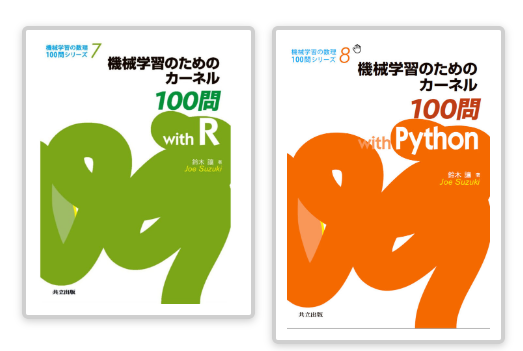 機械学習の数理
100問シリーズ 7
機械学習のための
カーネル
100問
with R
鈴木 讓 著
Joe Suzuki
共立出版
機械学習の数理
100問シリーズ 8
機械学習のための
カーネル
100問
with Python
鈴木 讓 著
Joe Suzuki
共立出版